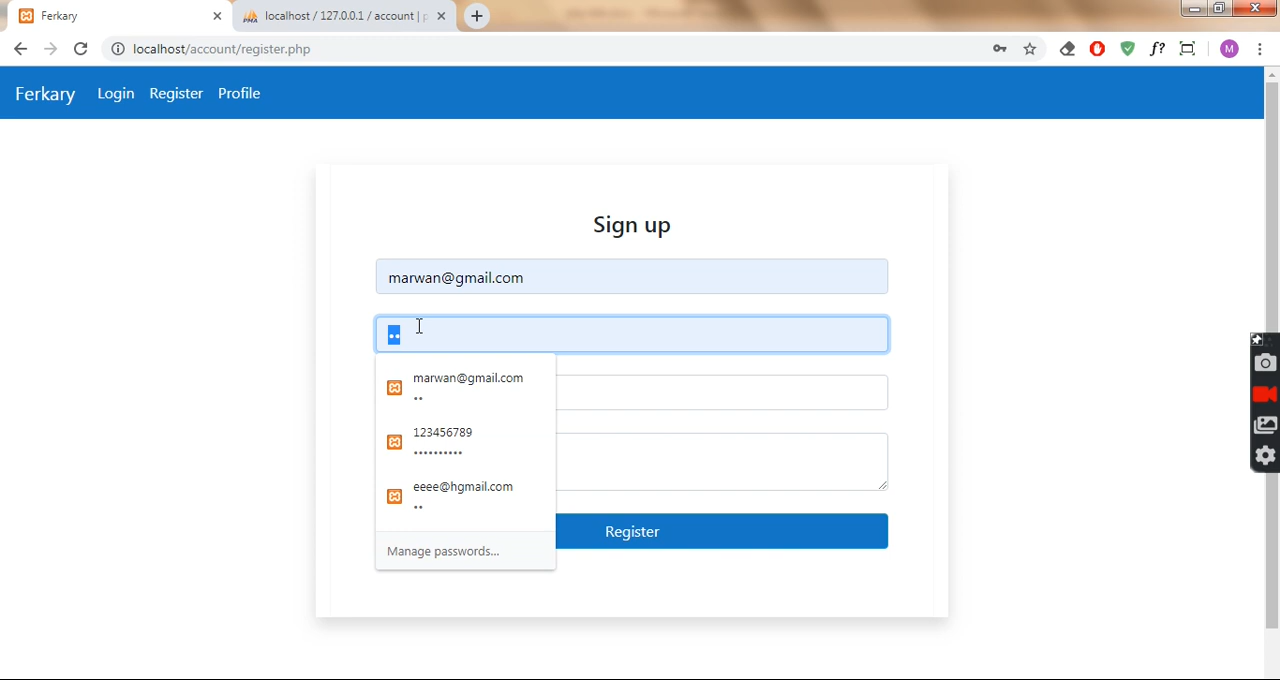 Ferkary
localhost / 127.0.0.1 / account | p
localhost/account/register.php
f?
M
Ferkary Login Register Profile
Sign up
marwan@gmail.com
••
marwan@gmail.com
••
123456789
••••••••••
eeee@hgmail.com
••
Manage passwords...
Register